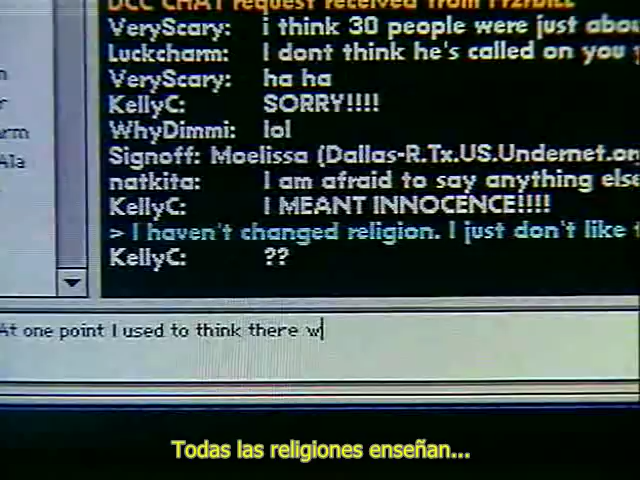 DCC CHAT request received from
VeryScary: i think 30 people were just
Luckcharm: I dont think he's called on you
VeryScary: ha ha
KellyC: SORRY!!!!
WhyDimmi: lol
Signoff: Moelissa (Dallas-R.Tx.US.Undernet.or
natkita: I am afraid to say anything else
KellyC: I MEANT INNOCENCE!!!!
> I haven't changed religion. I just don't like
KellyC: ??
At one point I used to think there w
Todas las religiones enseñan...